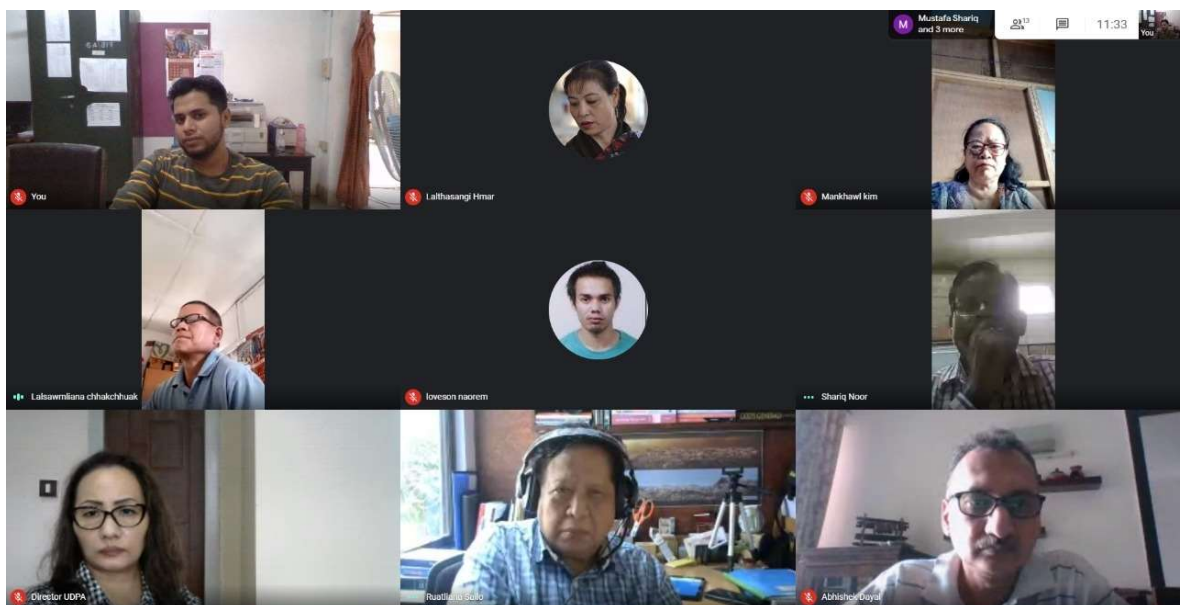 Mustafa Shariq
and 3 more
M
13
11:33
You
You
Lalthasangi Hmar
Mankhawl kim
Lalsawmliana chhakchhuak
loveson naorem
Shariq Noor
Director UDPA
Ruatliana Sailo
Abhishek Dayal